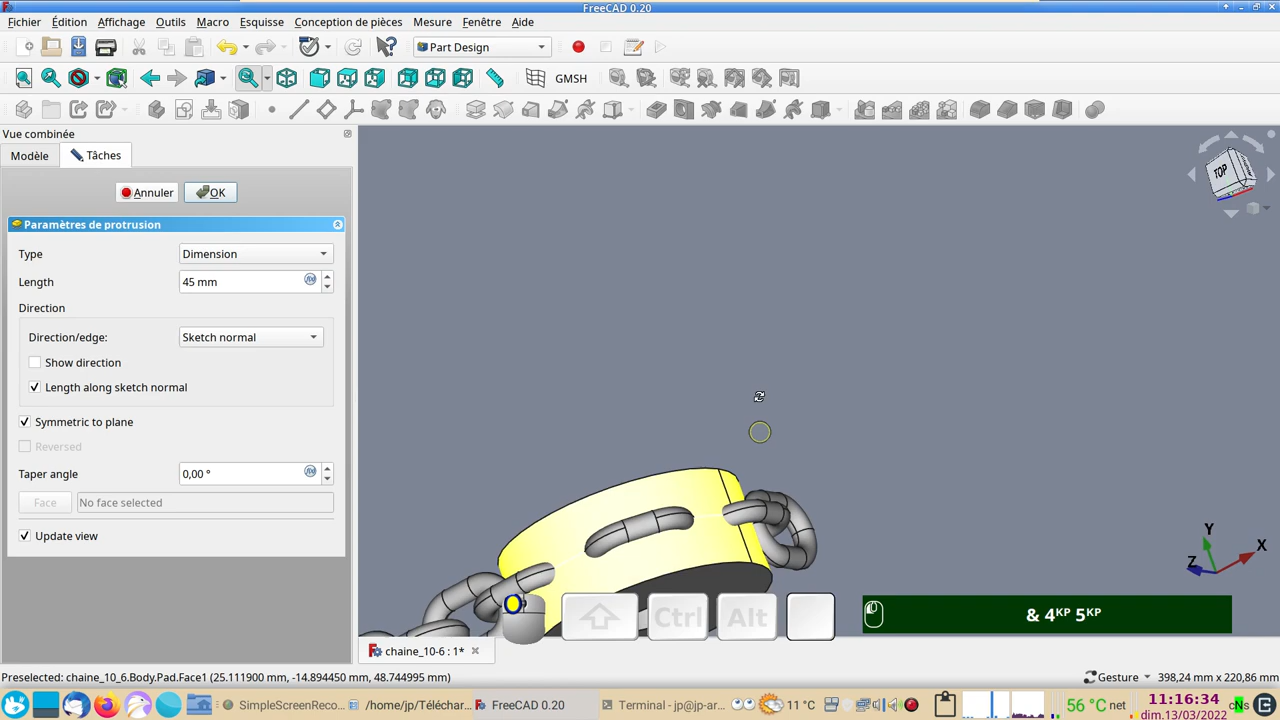 FreeCAD 0.20
Fichier Édition Affichage Outils Macro Esquisse Conception de pièces Mesure Fenêtre Aide
Part Design
GMSH
Vue combinée
Modèle Tâches
Annuler OK
Paramètres de protrusion
Type Dimension
Length 45 mm
Direction
Direction/edge: Sketch normal
Show direction
Length along sketch normal
Symmetric to plane
Reversed
Taper angle 0,00 °
Face No face selected
Update view
TOP
Y
X
Z
Ctrl Alt
& 4ᴷᴾ 5ᴷᴾ
chaine_10-6 : 1*
Preselected: chaine_10_6.Body.Pad.Face1 (25.111900 mm, -14.894450 mm, 48.744995 mm) Gesture 398,24 mm x 220,86 mm
SimpleScreenReco... /home/jp/Téléchar... FreeCAD 0.20 Terminal - jp@jp-ar... 11 °C 56 °C net 11:16:34
dim.13/03/2022